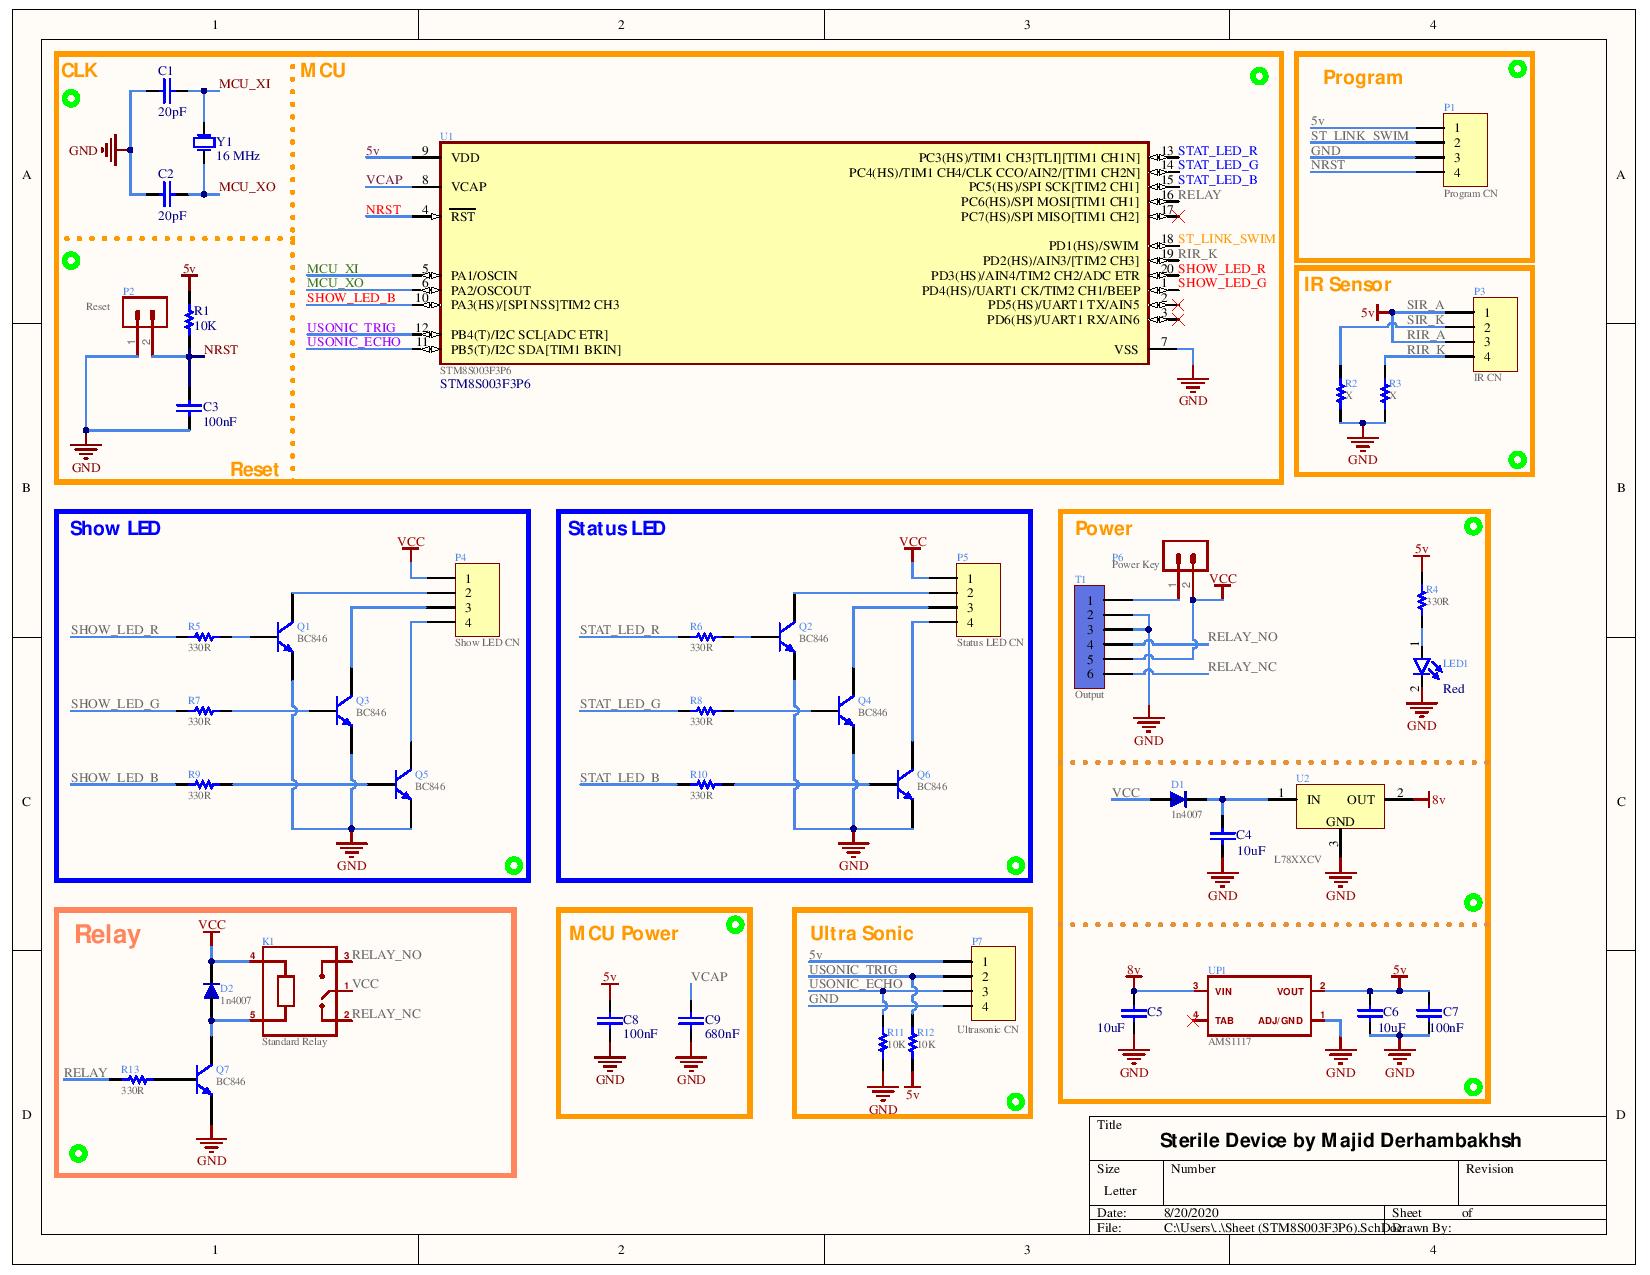 1 2 3 4
A
B
C
D
A
B
C
D
CLK
C1
20pF
MCU_XI
GND
Y1
16 MHz
C2
20pF
MCU_XO
5v
P2
Reset
1 2
R1
10K
NRST
C3
100nF
GND
Reset
MCU
U1
5v 9 VDD
VCAP 8 VCAP
NRST 4 RST
MCU_XI 5 PA1/OSCIN
MCU_XO 6 PA2/OSCOUT
SHOW_LED_B 10 PA3(HS)/[SPI NSS]TIM2 CH3
USONIC_TRIG 12 PB4(T)/I2C SCL[ADC ETR]
USONIC_ECHO 11 PB5(T)/I2C SDA[TIM1 BKIN]
PC3(HS)/TIM1 CH3[TLI][TIM1 CH1N] 13 STAT_LED_R
PC4(HS)/TIM1 CH4/CLK CCO/AIN2/[TIM1 CH2N] 14 STAT_LED_G
PC5(HS)/SPI SCK[TIM2 CH1] 15 STAT_LED_B
PC6(HS)/SPI MOSI[TIM1 CH1] 16 RELAY
PC7(HS)/SPI MISO[TIM1 CH2] 17
PD1(HS)/SWIM 18 ST_LINK_SWIM
PD2(HS)/AIN3/[TIM2 CH3] 19 RIR_K
PD3(HS)/AIN4/TIM2 CH2/ADC ETR 20 SHOW_LED_R
PD4(HS)/UART1 CK/TIM2 CH1/BEEP 1 SHOW_LED_G
PD5(HS)/UART1 TX/AIN5 2
PD6(HS)/UART1 RX/AIN6 3
VSS 7
GND
STM8S003F3P6
STM8S003F3P6
Program
P1
5v 1
ST_LINK_SWIM 2
GND 3
NRST 4
Program CN
IR Sensor
P3
5v
SIR_A 1
SIR_K 2
RIR_A 3
RIR_K 4
IR CN
R2
X
R3
X
GND
Show LED
VCC
P4
1
2
3
4
Show LED CN
SHOW_LED_R R5
330R
Q1
BC846
SHOW_LED_G R7
330R
Q3
BC846
SHOW_LED_B R9
330R
Q5
BC846
GND
Status LED
VCC
P5
1
2
3
4
Status LED CN
STAT_LED_R R6
330R
Q2
BC846
STAT_LED_G R8
330R
Q4
BC846
STAT_LED_B R10
330R
Q6
BC846
GND
Power
P6
Power Key
1 2
VCC
T1
1
2
3
4
5
6
Output
RELAY_NO
RELAY_NC
GND
5v
R4
330R
1
LED1
Red
2
GND
VCC
D1
1n4007
C4
10uF
GND
U2
1 IN OUT 2
GND
3
8v
L78XXCV
GND
8v
C5
10uF
GND
UP1
3 VIN VOUT 2
4 TAB ADJ/GND 1
AMS1117
GND
5v
C6
10uF
C7
100nF
GND
Relay
VCC
K1
4
5
3 RELAY_NO
1 VCC
2 RELAY_NC
Standard Relay
D2
1n4007
RELAY R13
330R
Q7
BC846
GND
MCU Power
5v
C8
100nF
GND
VCAP
C9
680nF
GND
Ultra Sonic
P7
5v 1
USONIC_TRIG 2
USONIC_ECHO 3
GND 4
Ultrasonic CN
R11
10K
R12
10K
GND
5v
Title
Sterile Device by Majid Derhambakhsh
Size Number Revision
Letter
Date: 8/20/2020 Sheet of
File: C:\Users\..\Sheet (STM8S003F3P6).SchDoc Drawn By:
1 2 3 4